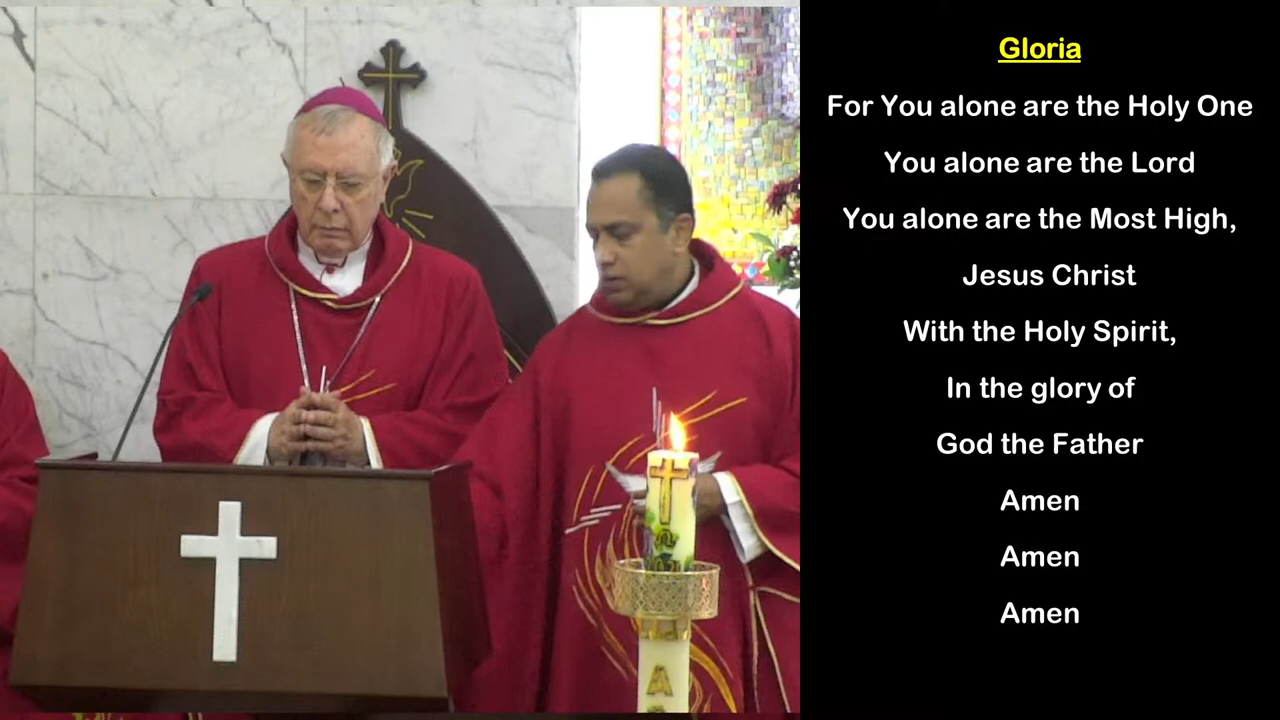 Gloria
For You alone are the Holy One
You alone are the Lord
You alone are the Most High,
Jesus Christ
With the Holy Spirit,
In the glory of
God the Father
Amen
Amen
Amen
A